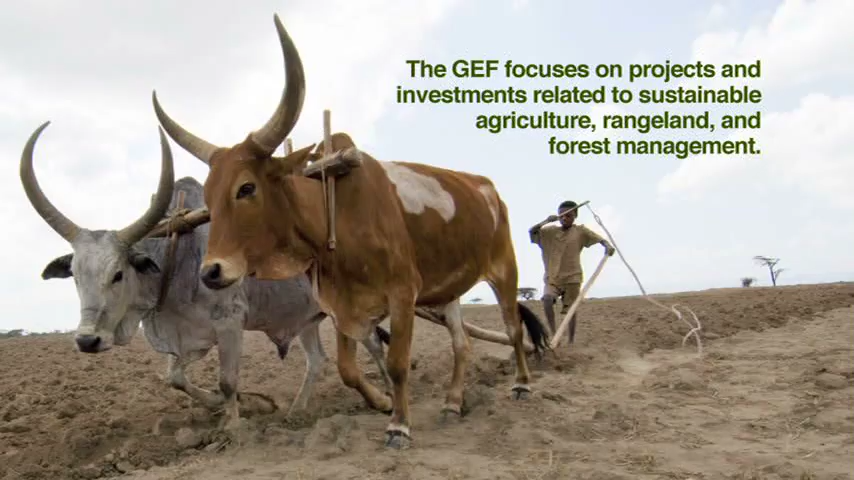 The GEF focuses on projects and
investments related to sustainable
agriculture, rangeland, and
forest management.